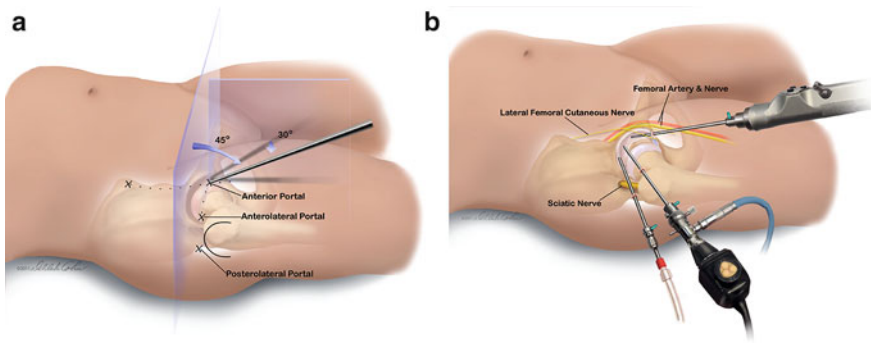 a
45°
30°
Anterior Portal
Anterolateral Portal
Posterolateral Portal
b
Femoral Artery & Nerve
Lateral Femoral Cutaneous Nerve
Sciatic Nerve